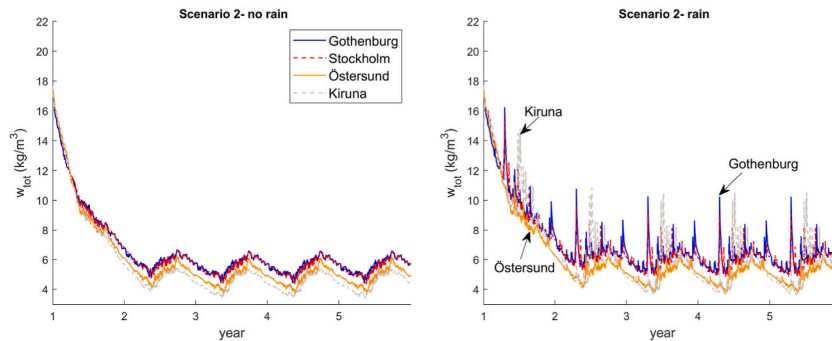 Scenario 2- no rain
22
20
18
16
14
12
10
8
6
4
w_tot (kg/m³)
Gothenburg
Stockholm
Östersund
Kiruna
1 2 3 4 5
year
Scenario 2- rain
22
20
18
16
14
12
10
8
6
4
w_tot (kg/m³)
Kiruna
Gothenburg
Östersund
1 2 3 4 5
year